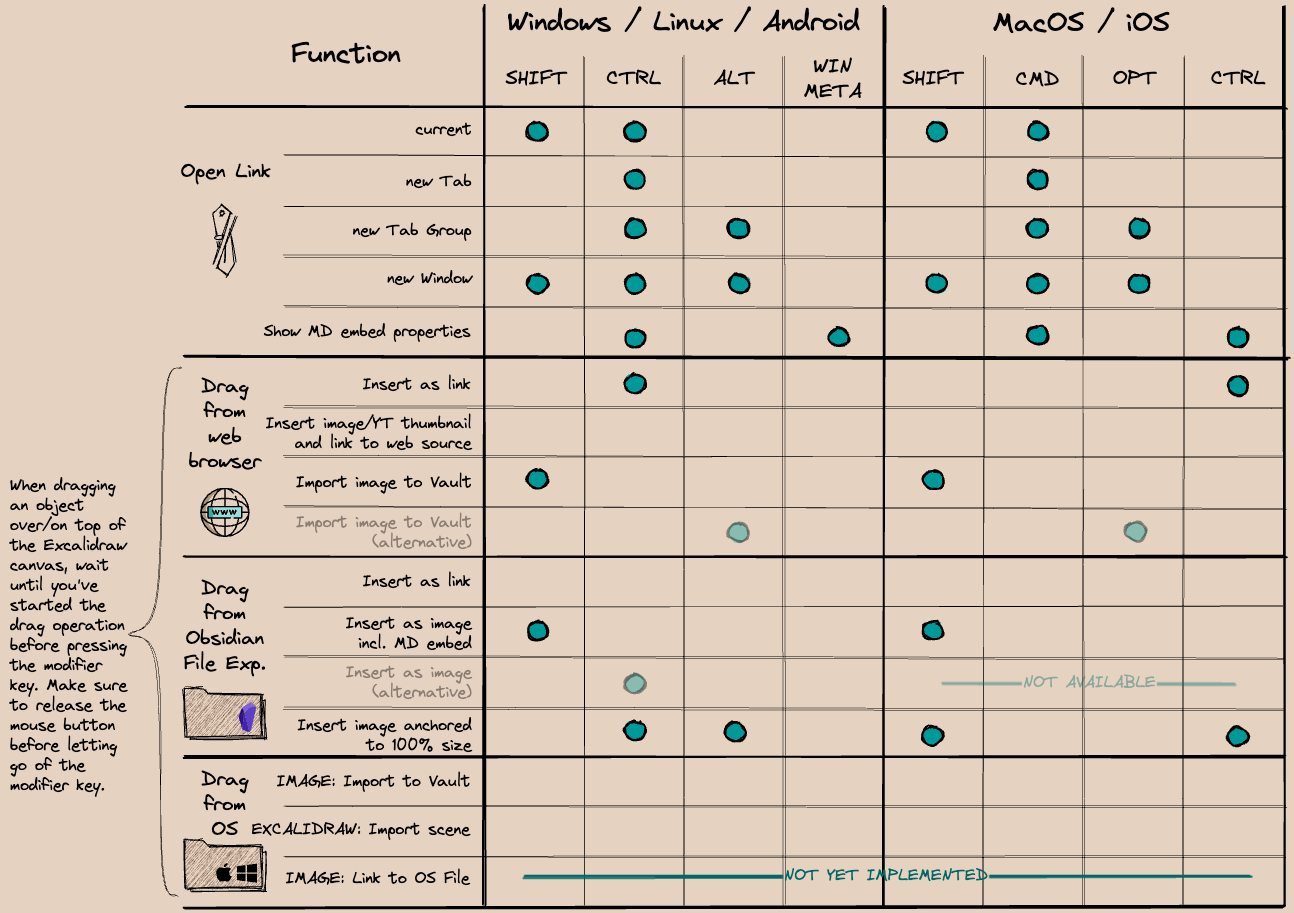 Windows / Linux / Android
MacOS / iOS
Function
SHIFT
CTRL
ALT
WIN
META
SHIFT
CMD
OPT
CTRL
Open Link
current
new Tab
new Tab Group
new Window
Show MD embed properties
When dragging
an object
over/on top of
the Excalidraw
canvas, wait
until you've
started the
drag operation
before pressing
the modifier
key. Make sure
to release the
mouse button
before letting
go of the
modifier key.
Drag
from
web
browser
www
Insert as link
Insert image/YT thumbnail
and link to web source
Import image to Vault
Import image to Vault
(alternative)
Drag
from
Obsidian
File Exp.
Insert as link
Insert as image
incl. MD embed
Insert as image
(alternative)
NOT AVAILABLE
Insert image anchored
to 100% size
Drag
from
OS
IMAGE: Import to Vault
EXCALIDRAW: Import scene
IMAGE: Link to OS File
NOT YET IMPLEMENTED